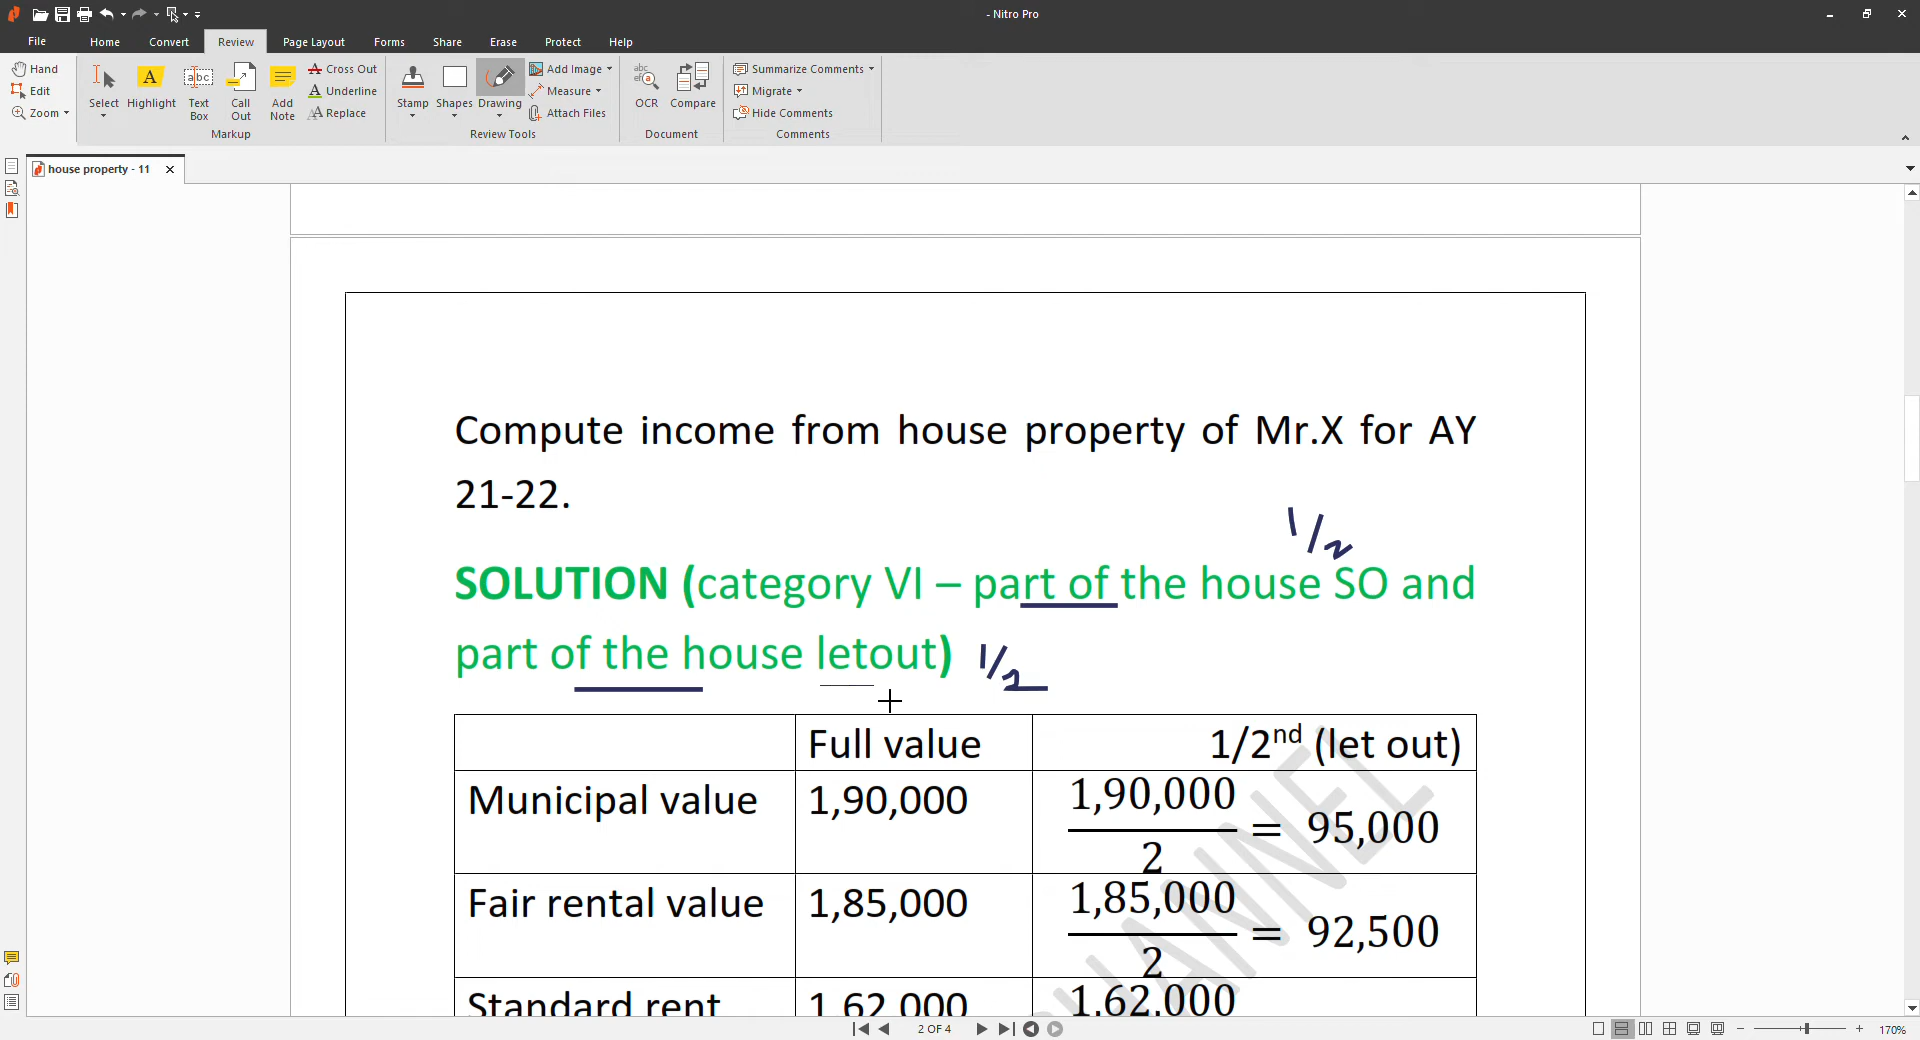 - Nitro Pro
File Home Convert Review Page Layout Forms Share Erase Protect Help
Hand
Edit
Zoom
Select
Highlight
Text Box
Call Out
Add Note
Cross Out
Underline
Replace
Markup
Stamp
Shapes
Drawing
Add Image
Measure
Attach Files
Review Tools
OCR
Compare
Document
Summarize Comments
Migrate
Hide Comments
Comments
house property - 11
Compute income from house property of Mr.X for AY
21-22.
1/2
SOLUTION (category VI – part of the house SO and
part of the house letout) 1/2
Full value 1/2nd (let out)
Municipal value 1,90,000 1,90,000/2 = 95,000
Fair rental value 1,85,000 1,85,000/2 = 92,500
Standard rent 1,62,000 1,62,000
HANNEL
2 OF 4
170%